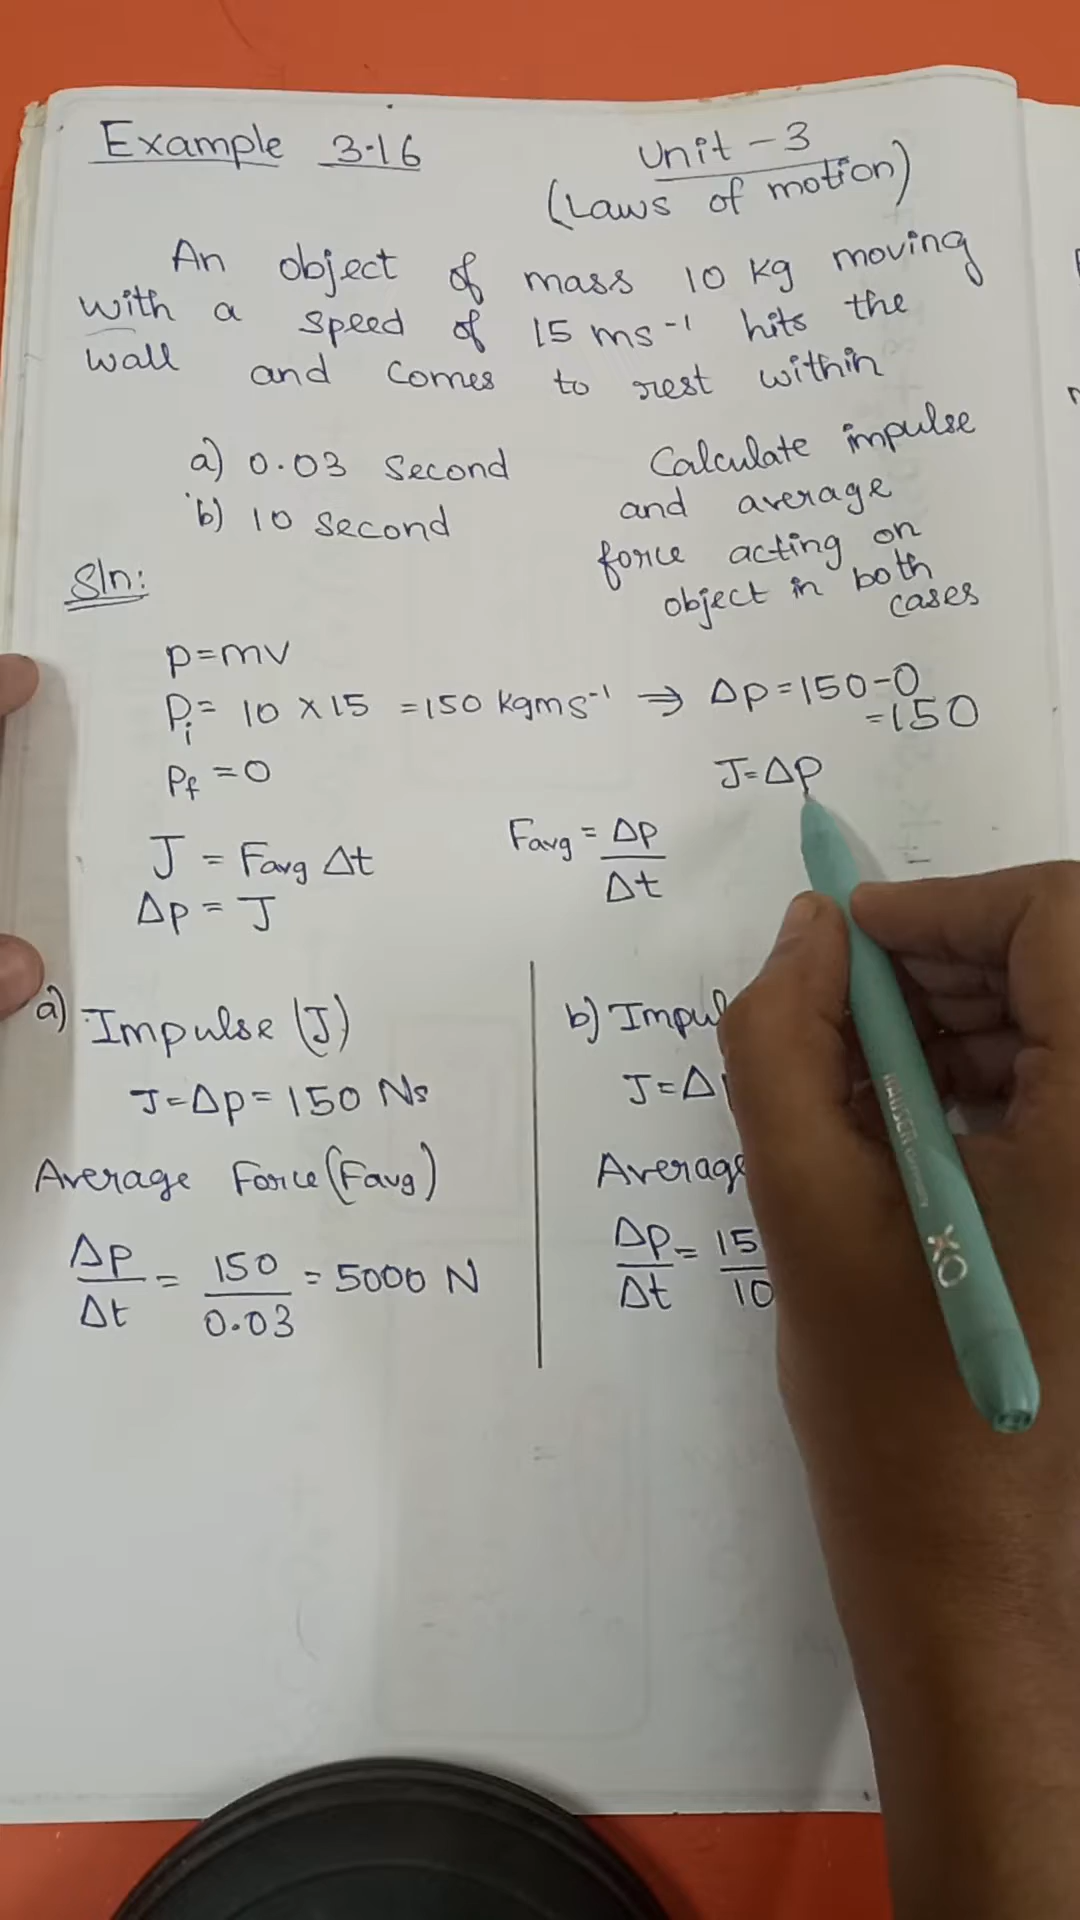 Example 3.16
Unit - 3
(Laws of motion)
An object of mass 10 kg moving
with a speed of 15 ms⁻¹ hits the
wall and comes to rest within
a) 0.03 second
b) 10 second
Calculate impulse
and average
force acting on
object in both
cases
Sln:
p=mv
Pi = 10 × 15 = 150 kgms⁻¹ ⇒ Δp = 150-0
=150
Pf = 0
J=Δp
J = Favg Δt
Δp = J
Favg = Δp
Δt
a) Impulse (J)
J=Δp= 150 Ns
Average Force (Favg)
Δp/Δt = 150/0.03 = 5000 N
b)
J=Δ
Average
Δp/Δt = 15
10
HAUSER
XO